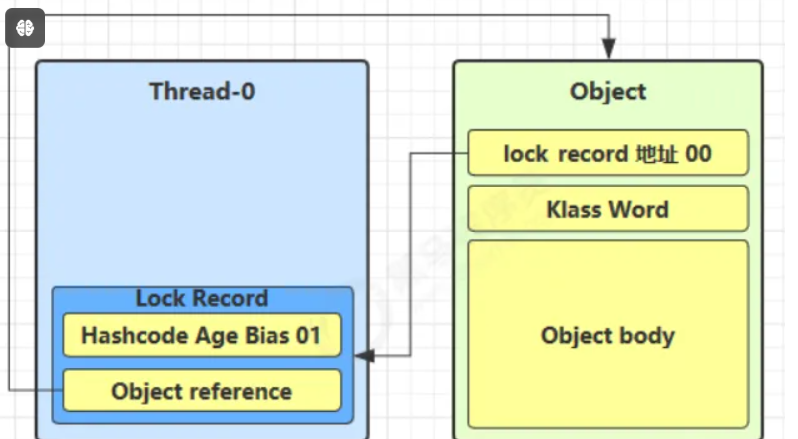 Thread-0
Lock Record
Hashcode Age Bias 01
Object reference
Object
lock record 地址 00
Klass Word
Object body